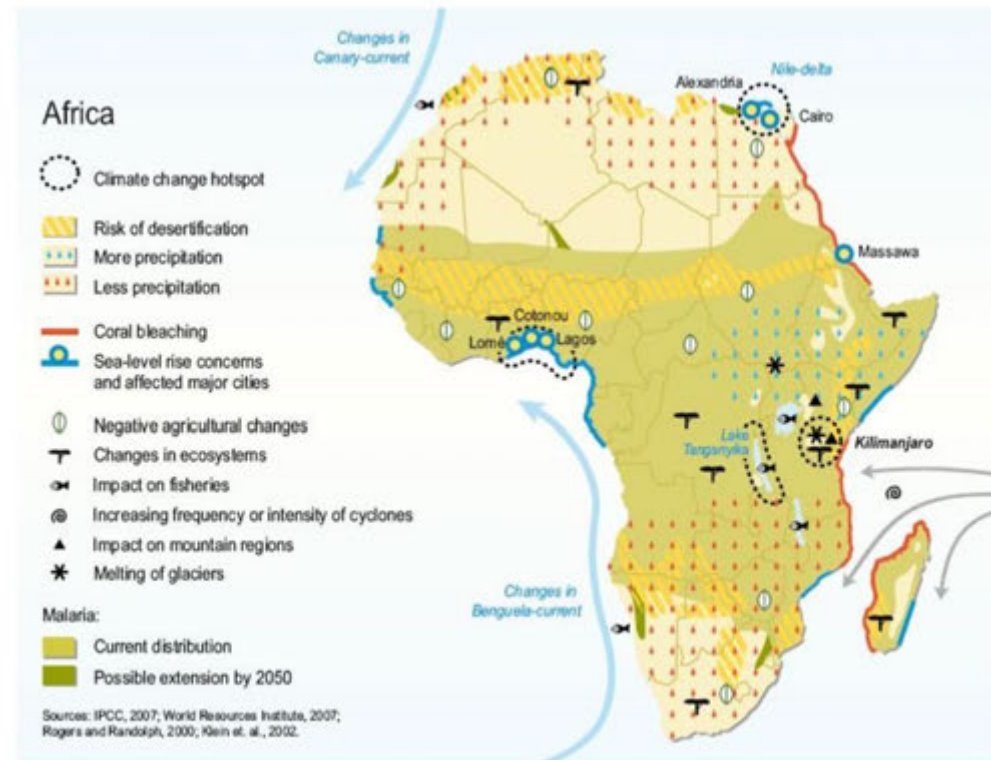 Africa
Climate change hotspot
Risk of desertification
More precipitation
Less precipitation
Coral bleaching
Sea-level rise concerns
and affected major cities
Negative agricultural changes
Changes in ecosystems
Impact on fisheries
Increasing frequency or intensity of cyclones
Impact on mountain regions
Melting of glaciers
Malaria:
Current distribution
Possible extension by 2050
Sources: IPCC, 2007; World Resources Institute, 2007;
Rogers and Randolph, 2000; Klein et. al., 2002.
Changes in
Canary-current
Nile-delta
Alexandria
Cairo
Massawa
Cotonou
Lomé
Lagos
Lake
Tanganyika
Kilimanjaro
Changes in
Benguela-current